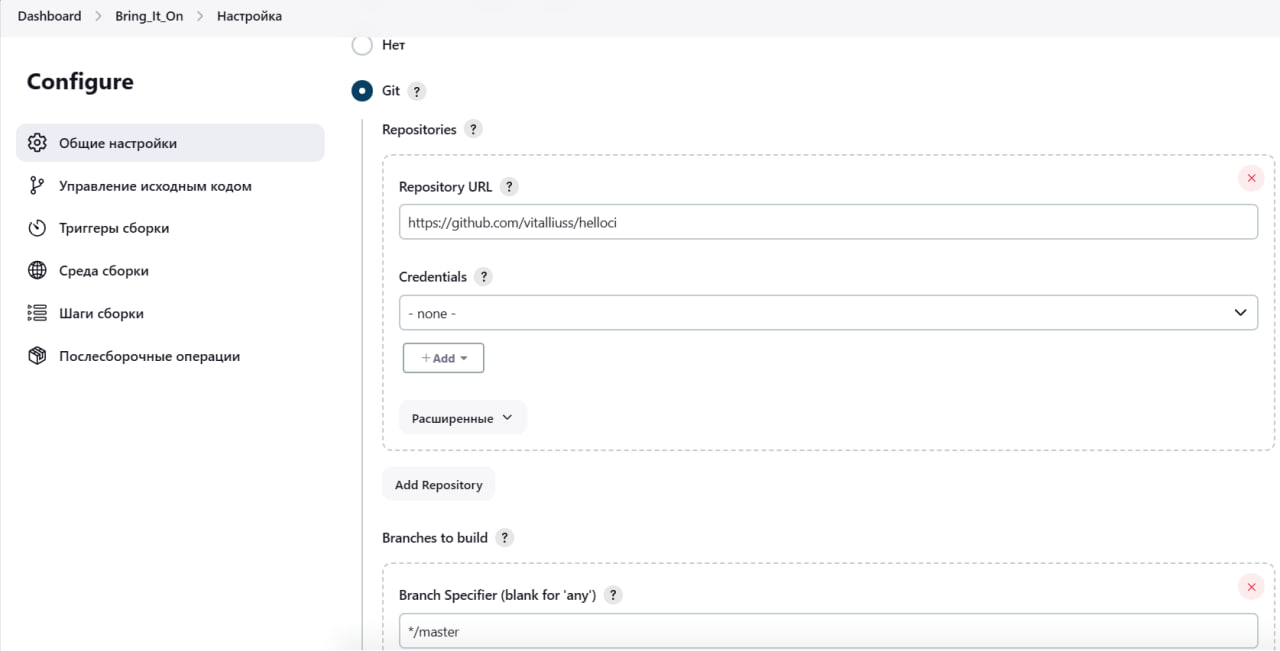 Dashboard > Bring_It_On > Настройка
Configure
Общие настройки
Управление исходным кодом
Триггеры сборки
Среда сборки
Шаги сборки
Послесборочные операции
Нет
Git ?
Repositories ?
Repository URL ?
https://github.com/vitalliuss/helloci
Credentials ?
- none -
+ Add
Расширенные
Add Repository
Branches to build ?
Branch Specifier (blank for 'any') ?
*/master